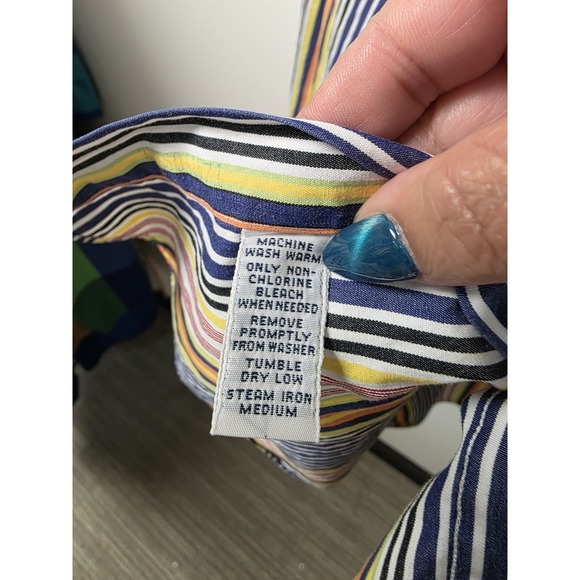 MACHINE
WASH WARM
ONLY NON-
CHLORINE
BLEACH
WHEN NEEDED
REMOVE
PROMPTLY
FROM WASHER
TUMBLE
DRY LOW
STEAM IRON
MEDIUM